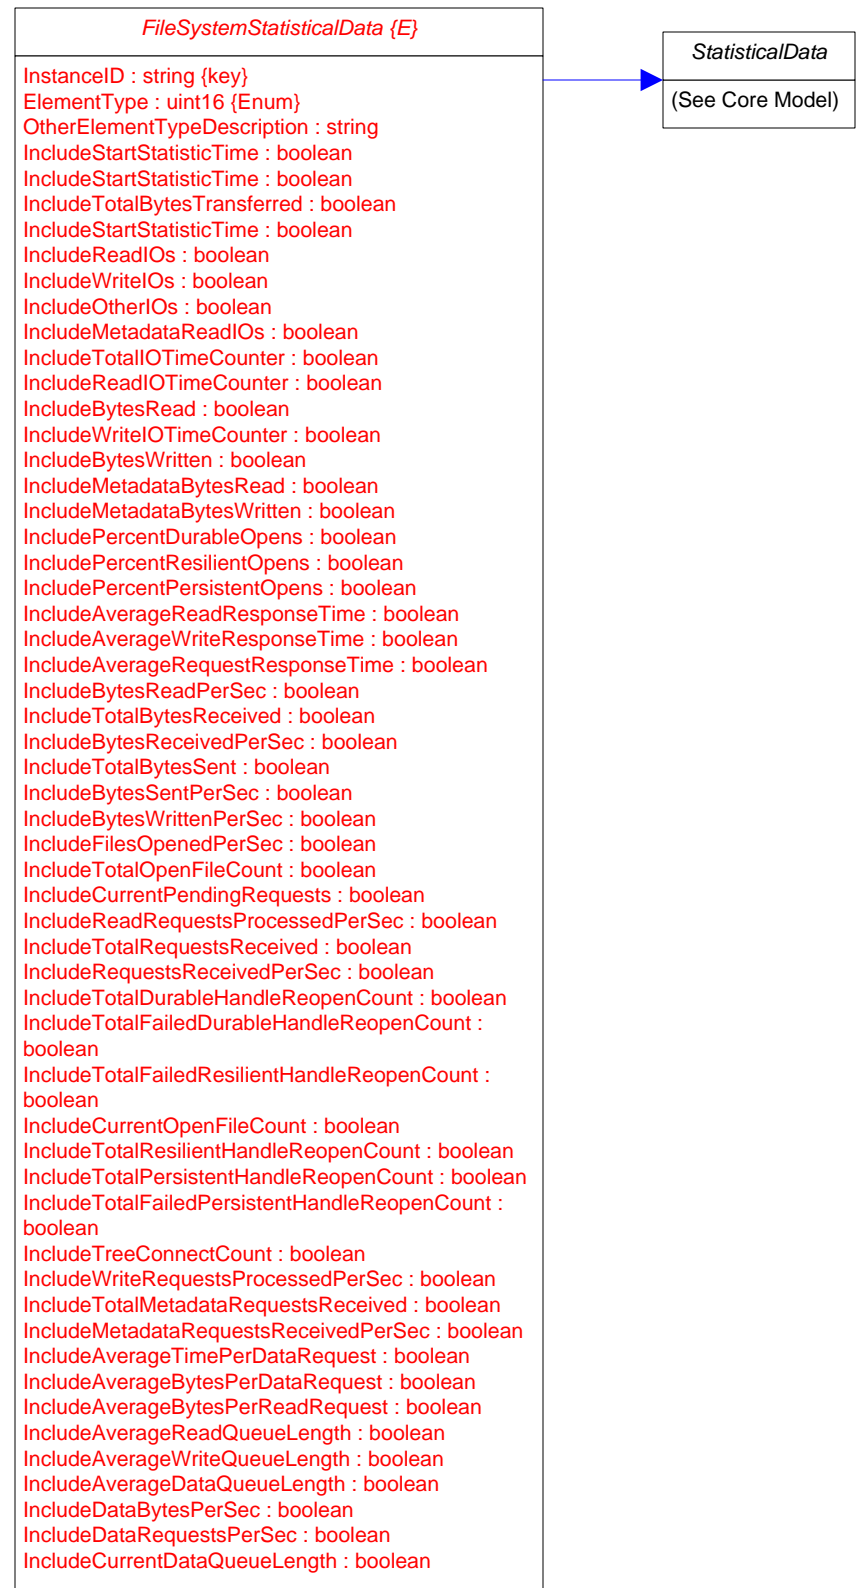 FileSystemStatisticalData {E}
InstanceID : string {key}
ElementType : uint16 {Enum}
OtherElementTypeDescription : string
IncludeStartStatisticTime : boolean
IncludeStartStatisticTime : boolean
IncludeTotalBytesTransferred : boolean
IncludeStartStatisticTime : boolean
IncludeReadIOs : boolean
IncludeWriteIOs : boolean
IncludeOtherIOs : boolean
IncludeMetadataReadIOs : boolean
IncludeTotalIOTimeCounter : boolean
IncludeReadIOTimeCounter : boolean
IncludeBytesRead : boolean
IncludeWriteIOTimeCounter : boolean
IncludeBytesWritten : boolean
IncludeMetadataBytesRead : boolean
IncludeMetadataBytesWritten : boolean
IncludePercentDurableOpens : boolean
IncludePercentResilientOpens : boolean
IncludePercentPersistentOpens : boolean
IncludeAverageReadResponseTime : boolean
IncludeAverageWriteResponseTime : boolean
IncludeAverageRequestResponseTime : boolean
IncludeBytesReadPerSec : boolean
IncludeTotalBytesReceived : boolean
IncludeBytesReceivedPerSec : boolean
IncludeTotalBytesSent : boolean
IncludeBytesSentPerSec : boolean
IncludeBytesWrittenPerSec : boolean
IncludeFilesOpenedPerSec : boolean
IncludeTotalOpenFileCount : boolean
IncludeCurrentPendingRequests : boolean
IncludeReadRequestsProcessedPerSec : boolean
IncludeTotalRequestsReceived : boolean
IncludeRequestsReceivedPerSec : boolean
IncludeTotalDurableHandleReopenCount : boolean
IncludeTotalFailedDurableHandleReopenCount :
boolean
IncludeTotalFailedResilientHandleReopenCount :
boolean
IncludeCurrentOpenFileCount : boolean
IncludeTotalResilientHandleReopenCount : boolean
IncludeTotalPersistentHandleReopenCount : boolean
IncludeTotalFailedPersistentHandleReopenCount :
boolean
IncludeTreeConnectCount : boolean
IncludeWriteRequestsProcessedPerSec : boolean
IncludeTotalMetadataRequestsReceived : boolean
IncludeMetadataRequestsReceivedPerSec : boolean
IncludeAverageTimePerDataRequest : boolean
IncludeAverageBytesPerDataRequest : boolean
IncludeAverageBytesPerReadRequest : boolean
IncludeAverageReadQueueLength : boolean
IncludeAverageWriteQueueLength : boolean
IncludeAverageDataQueueLength : boolean
IncludeDataBytesPerSec : boolean
IncludeDataRequestsPerSec : boolean
IncludeCurrentDataQueueLength : boolean
StatisticalData
(See Core Model)